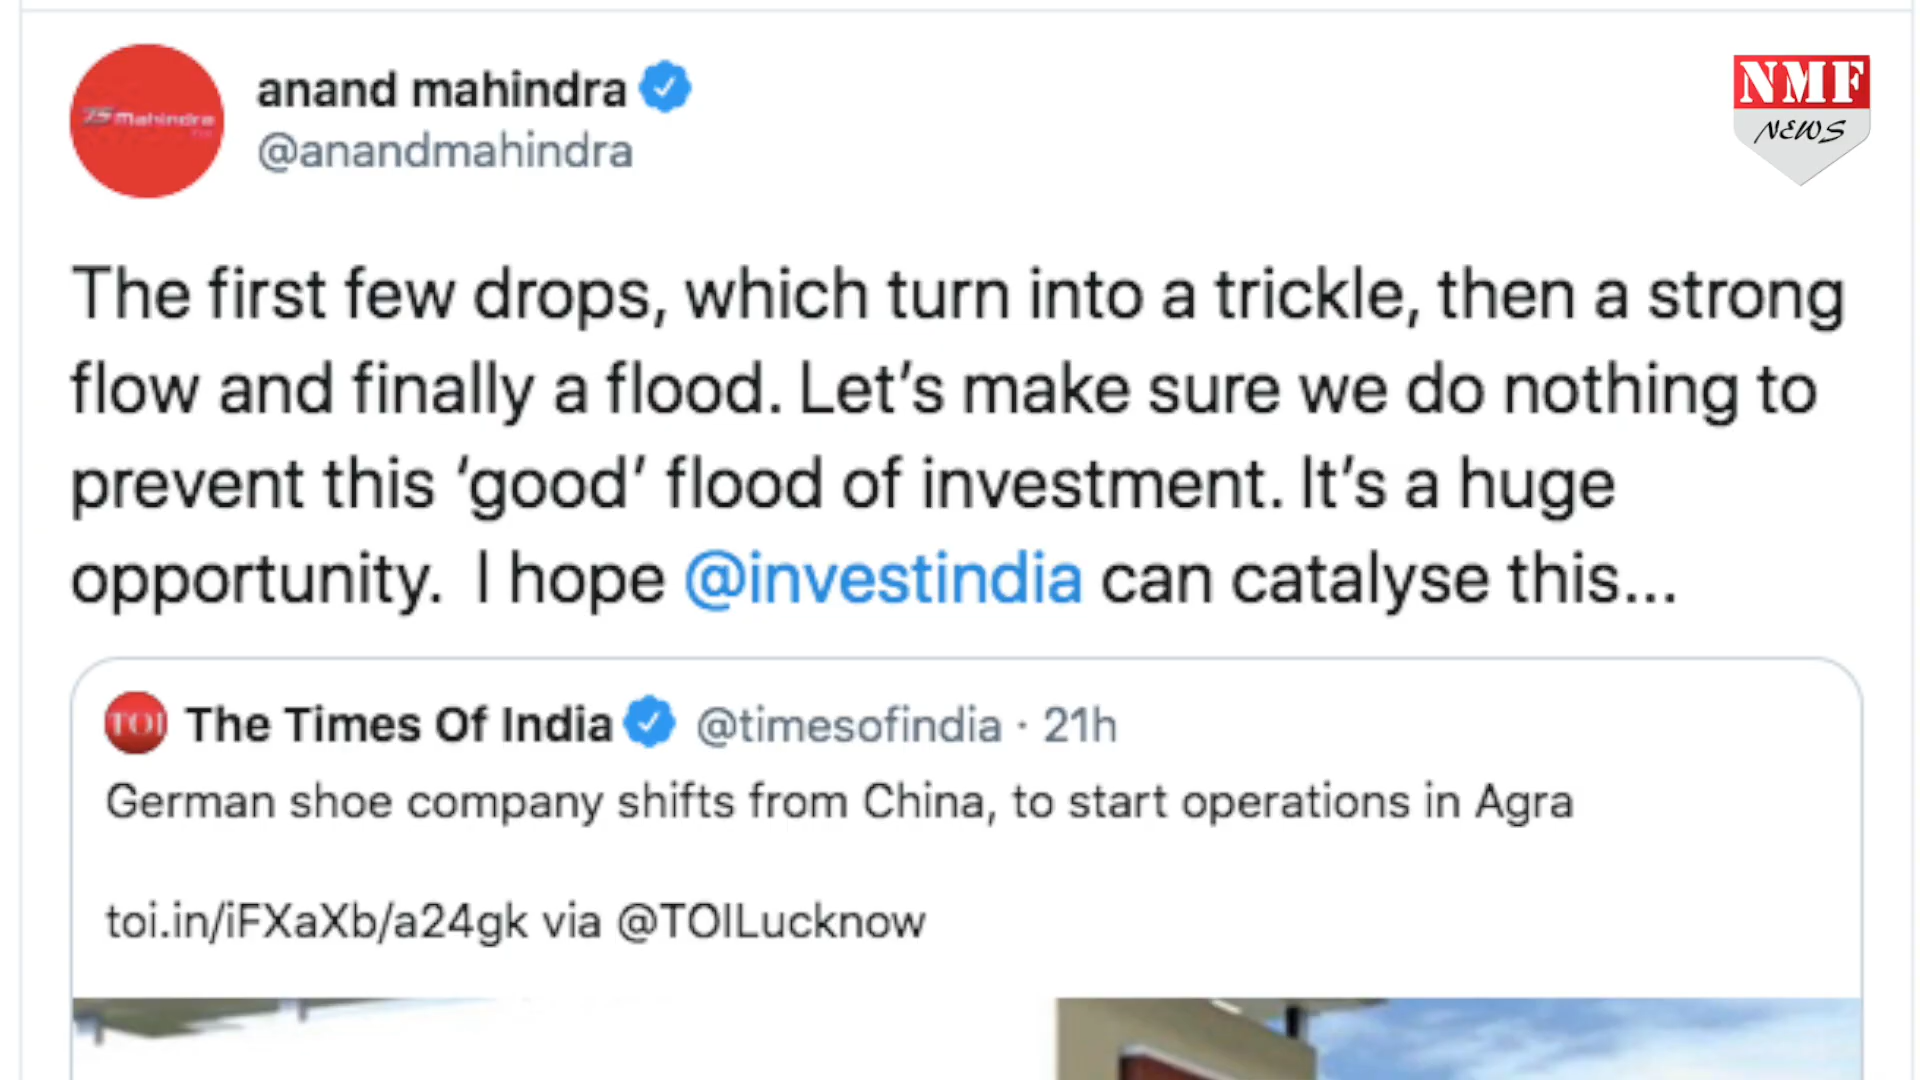 anand mahindra
@anandmahindra
NMF
NEWS
75 Mahindra
The first few drops, which turn into a trickle, then a strong
flow and finally a flood. Let’s make sure we do nothing to
prevent this ‘good’ flood of investment. It’s a huge
opportunity. I hope @investindia can catalyse this...
TOI
The Times Of India @timesofindia · 21h
German shoe company shifts from China, to start operations in Agra
toi.in/iFXaXb/a24gk via @TOILucknow